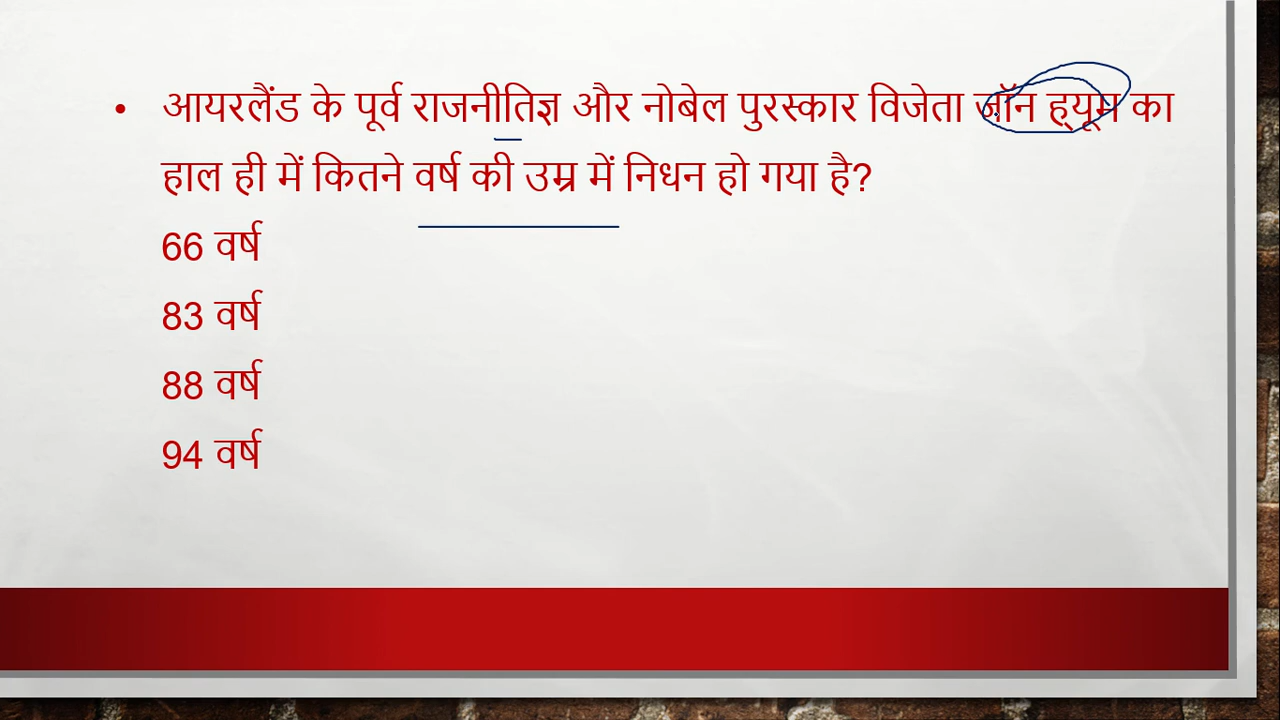 • आयरलैंड के पूर्व राजनीतिज्ञ और नोबेल पुरस्कार विजेता जॉन ह्यूम का
हाल ही में कितने वर्ष की उम्र में निधन हो गया है?
66 वर्ष
83 वर्ष
88 वर्ष
94 वर्ष